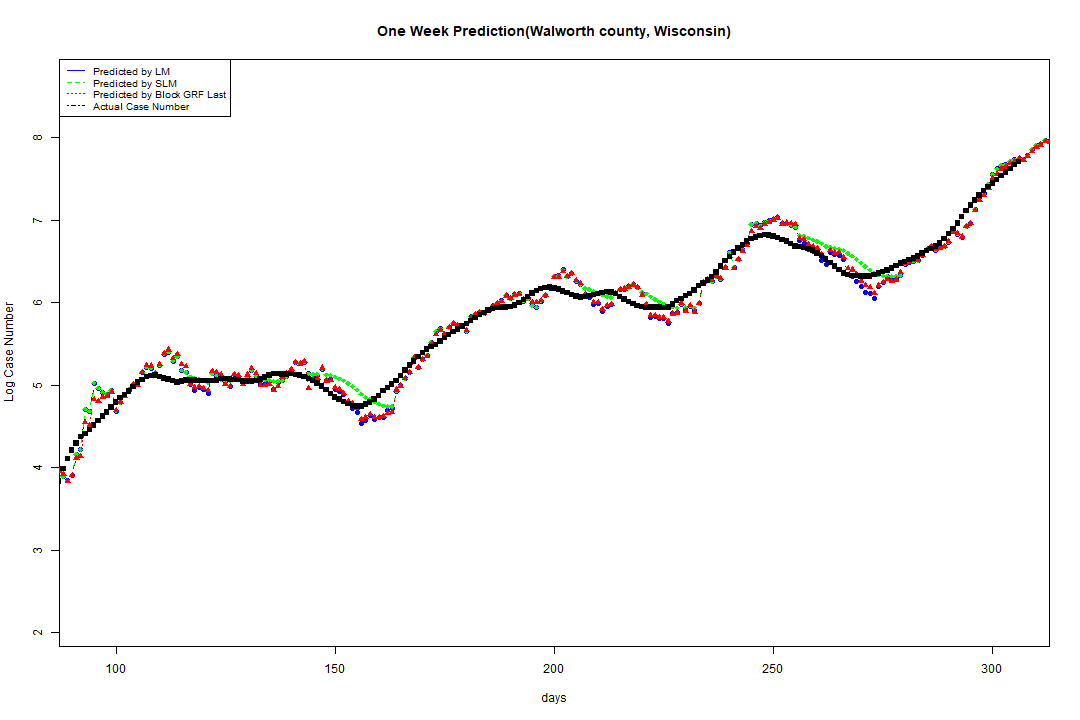 One Week Prediction(Walworth county, Wisconsin)
Predicted by LM
Predicted by SLM
Predicted by Block GRF Last
Actual Case Number
Log Case Number
8
7
6
5
4
3
2
100 150 200 250 300
days